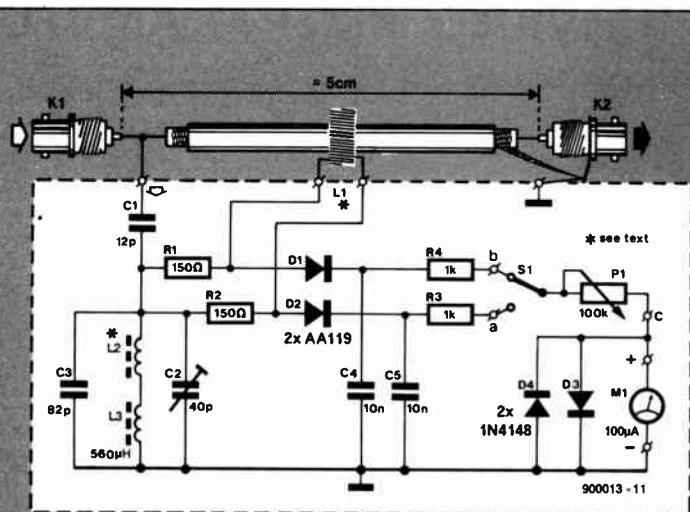 = 5cm
K1
K2
C1
12p
L1
*
* see text
R1
150Ω
D1
R4
1k
b
S1
P1
100k
R2
150Ω
D2
2x AA119
R3
1k
a
c
*
L2
C3
82p
C2
40p
L3
560µH
C4
10n
C5
10n
D4
D3
2x
1N4148
+
M1
100µA
−
900013 - 11